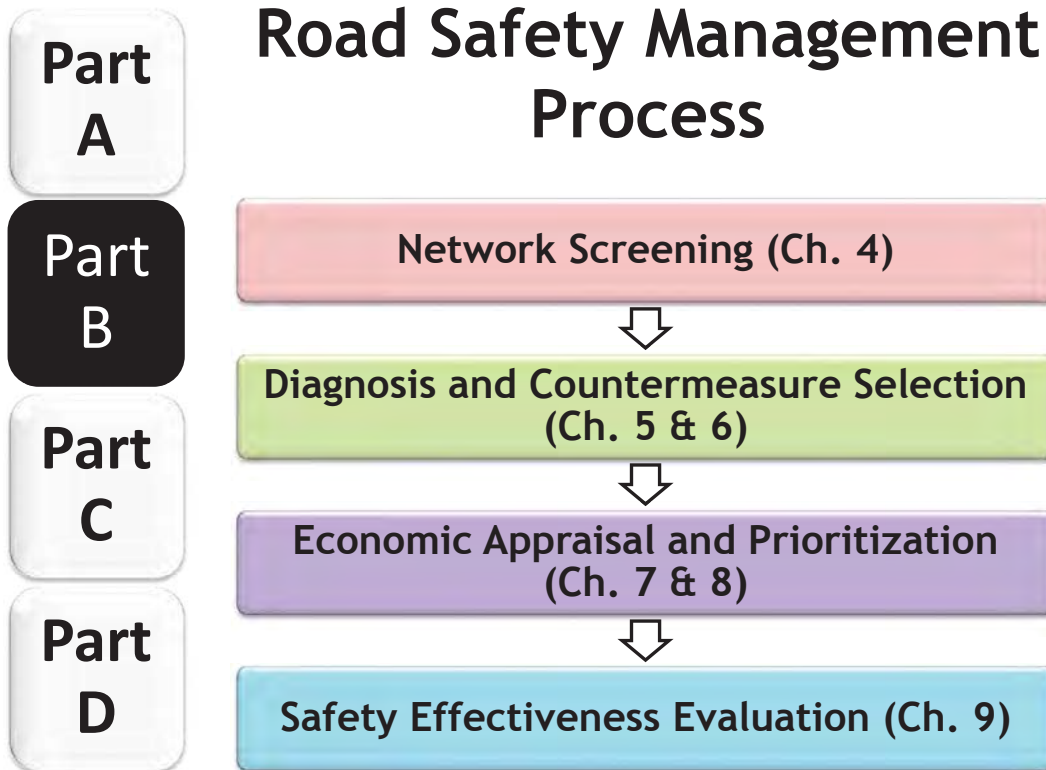 Part
A
Road Safety Management
Process
Part
B
Network Screening (Ch. 4)
Diagnosis and Countermeasure Selection
(Ch. 5 & 6)
Part
C
Economic Appraisal and Prioritization
(Ch. 7 & 8)
Part
D
Safety Effectiveness Evaluation (Ch. 9)